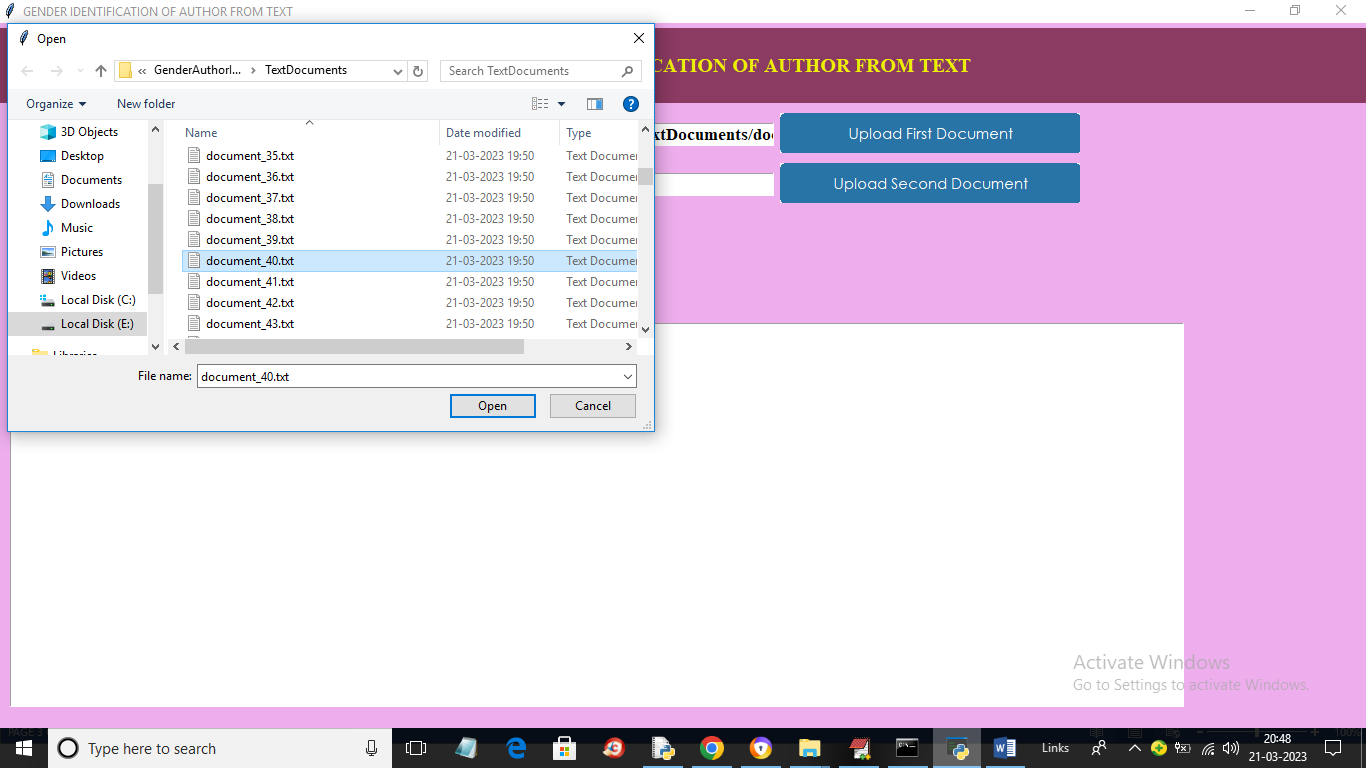 GENDER IDENTIFICATION OF AUTHOR FROM TEXT
Open
« GenderAuthorI... > TextDocuments
Search TextDocuments
Organize
New folder
3D Objects
Desktop
Documents
Downloads
Music
Pictures
Videos
Local Disk (C:)
Local Disk (E:)
Libraries
Name Date modified Type
document_35.txt 21-03-2023 19:50 Text Documen
document_36.txt 21-03-2023 19:50 Text Documen
document_37.txt 21-03-2023 19:50 Text Documen
document_38.txt 21-03-2023 19:50 Text Documen
document_39.txt 21-03-2023 19:50 Text Documen
document_40.txt 21-03-2023 19:50 Text Documen
document_41.txt 21-03-2023 19:50 Text Documen
document_42.txt 21-03-2023 19:50 Text Documen
document_43.txt 21-03-2023 19:50 Text Documen
File name: document_40.txt
Open Cancel
CATION OF AUTHOR FROM TEXT
xtDocuments/doc
Upload First Document
Upload Second Document
Activate Windows
Go to Settings to activate Windows.
PAGE 3
100%
Type here to search
Links
20:48
21-03-2023